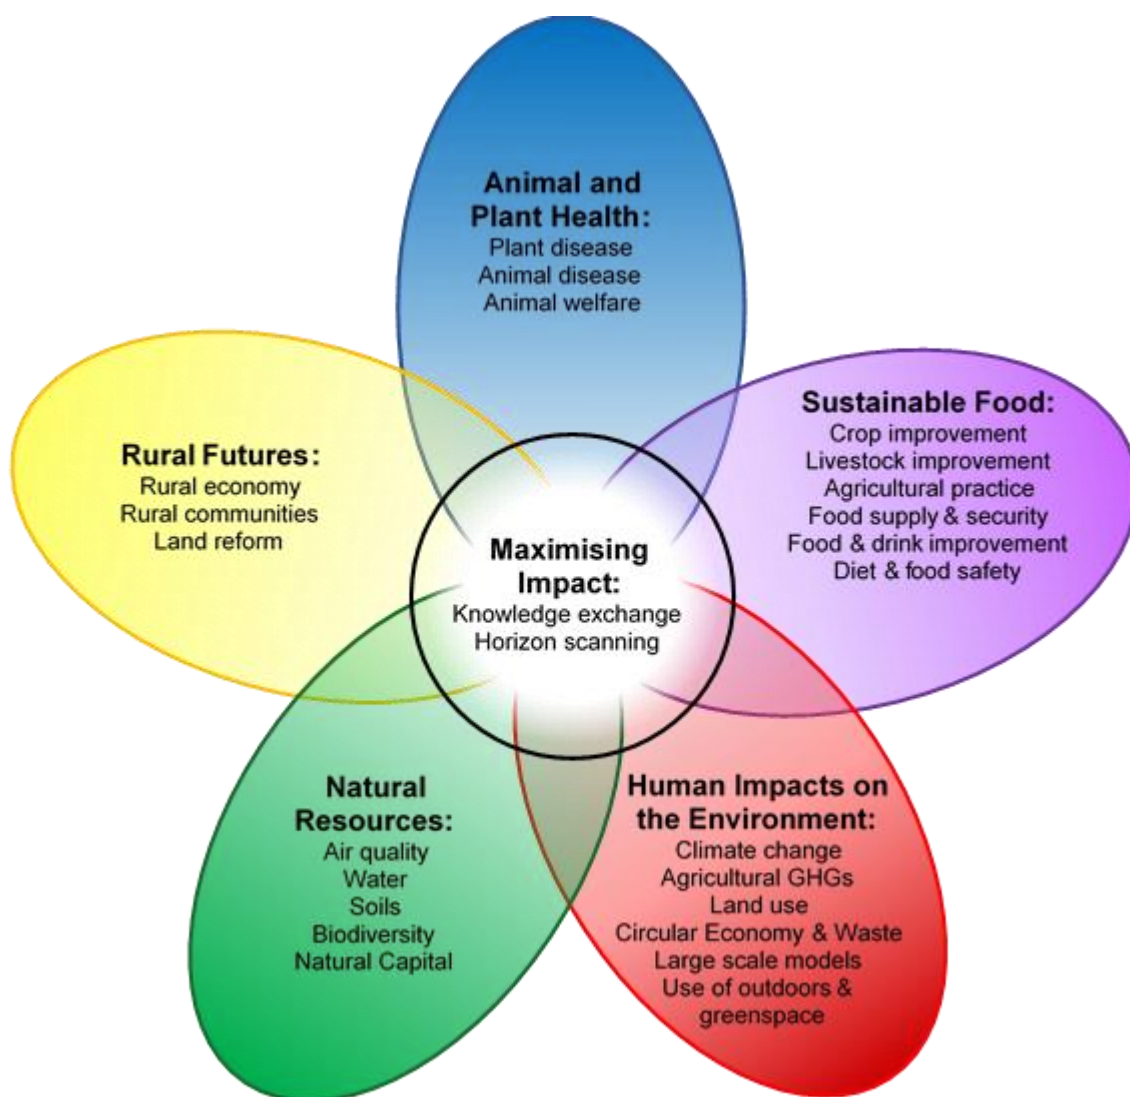 Animal and
Plant Health:
Plant disease
Animal disease
Animal welfare
Sustainable Food:
Crop improvement
Livestock improvement
Agricultural practice
Food supply & security
Food & drink improvement
Diet & food safety
Rural Futures:
Rural economy
Rural communities
Land reform
Maximising
Impact:
Knowledge exchange
Horizon scanning
Natural
Resources:
Air quality
Water
Soils
Biodiversity
Natural Capital
Human Impacts on
the Environment:
Climate change
Agricultural GHGs
Land use
Circular Economy & Waste
Large scale models
Use of outdoors &
greenspace